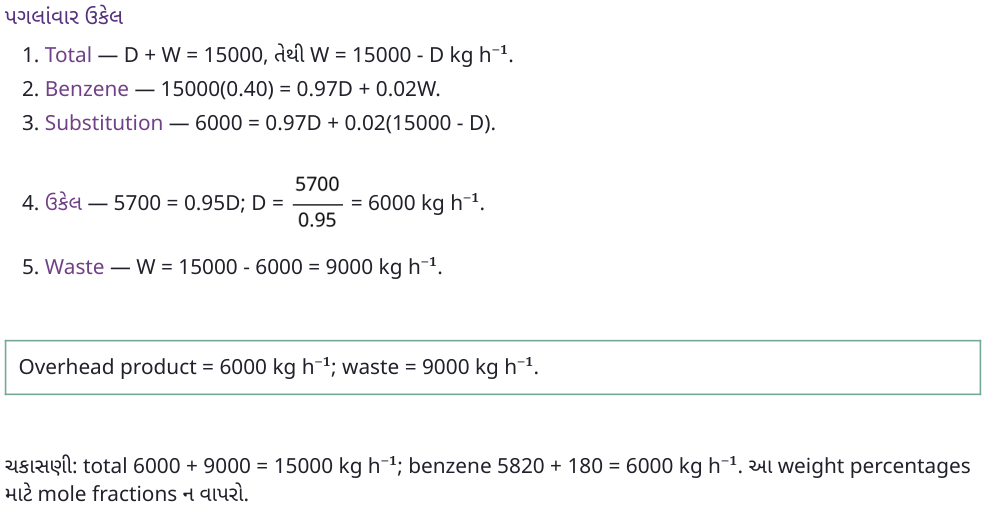 પગલાંવાર ઉકેલ
1. Total — D + W = 15000, તેથી W = 15000 - D kg h⁻¹.
2. Benzene — 15000(0.40) = 0.97D + 0.02W.
3. Substitution — 6000 = 0.97D + 0.02(15000 - D).
4. ઉકેલ — 5700 = 0.95D; D = 5700/0.95 = 6000 kg h⁻¹.
5. Waste — W = 15000 - 6000 = 9000 kg h⁻¹.
Overhead product = 6000 kg h⁻¹; waste = 9000 kg h⁻¹.
ચકાસણી: total 6000 + 9000 = 15000 kg h⁻¹; benzene 5820 + 180 = 6000 kg h⁻¹. આ weight percentages
માટે mole fractions ન વાપરો.